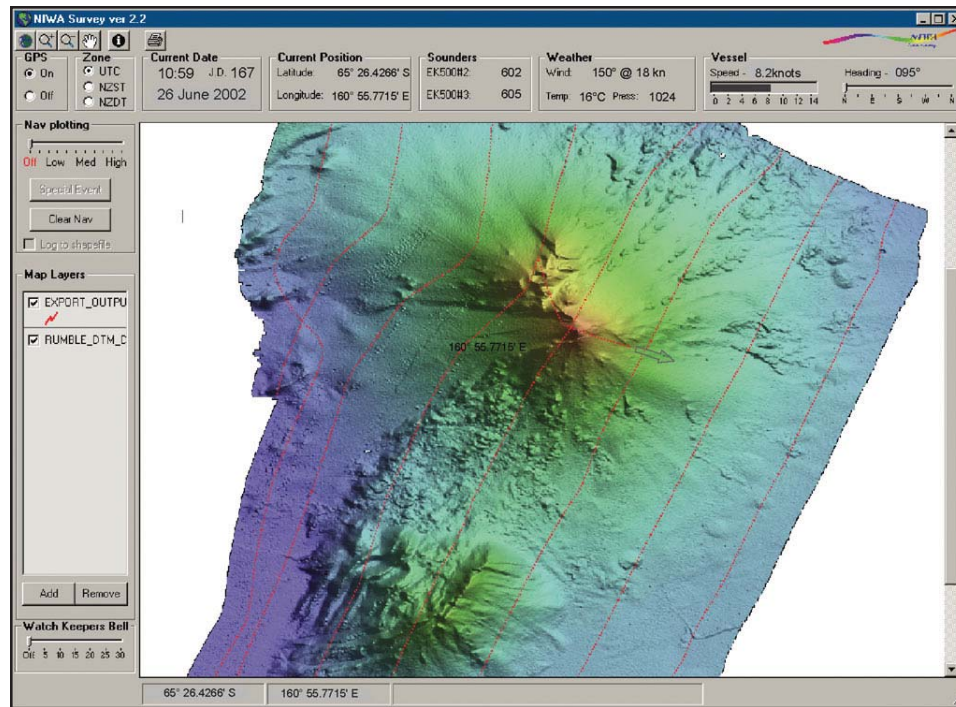 NIWA Survey ver 2.2
GPS
On
Off
Zone
UTC
NZST
NZDT
Current Date
10:59 J.D. 167
26 June 2002
Current Position
Latitude: 65° 26.4266' S
Longitude: 160° 55.7715' E
Sounders
EK500#2: 602
EK500#3: 605
Weather
Wind: 150° @ 18 kn
Temp: 16°C Press: 1024
Vessel
Speed - 8.2knots
0 2 4 6 8 10 12 14
Heading - 095°
N E S W N
NIWA
Nav plotting
Off Low Med High
Special Event
Clear Nav
Log to shapefile
Map Layers
EXPORT_OUTPU
RUMBLE_DTM_D
Add Remove
Watch Keepers Bell
Off 5 10 15 20 25 30
160° 55.7715' E
65° 26.4266' S 160° 55.7715' E